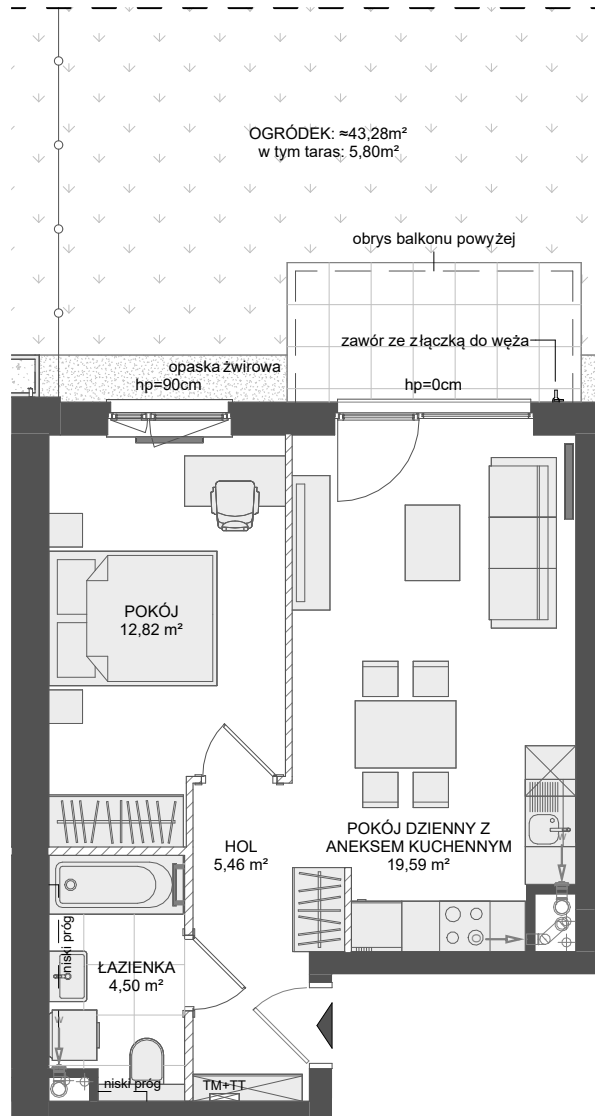 OGRÓDEK: ≈43,28m²
w tym taras: 5,80m²
obrys balkonu powyżej
zawór ze złączką do węża
opaska żwirowa
hp=90cm
hp=0cm
POKÓJ
12,82 m²
HOL
5,46 m²
POKÓJ DZIENNY Z
ANEKSEM KUCHENNYM
19,59 m²
niski próg
ŁAZIENKA
4,50 m²
niski próg
TM+TT